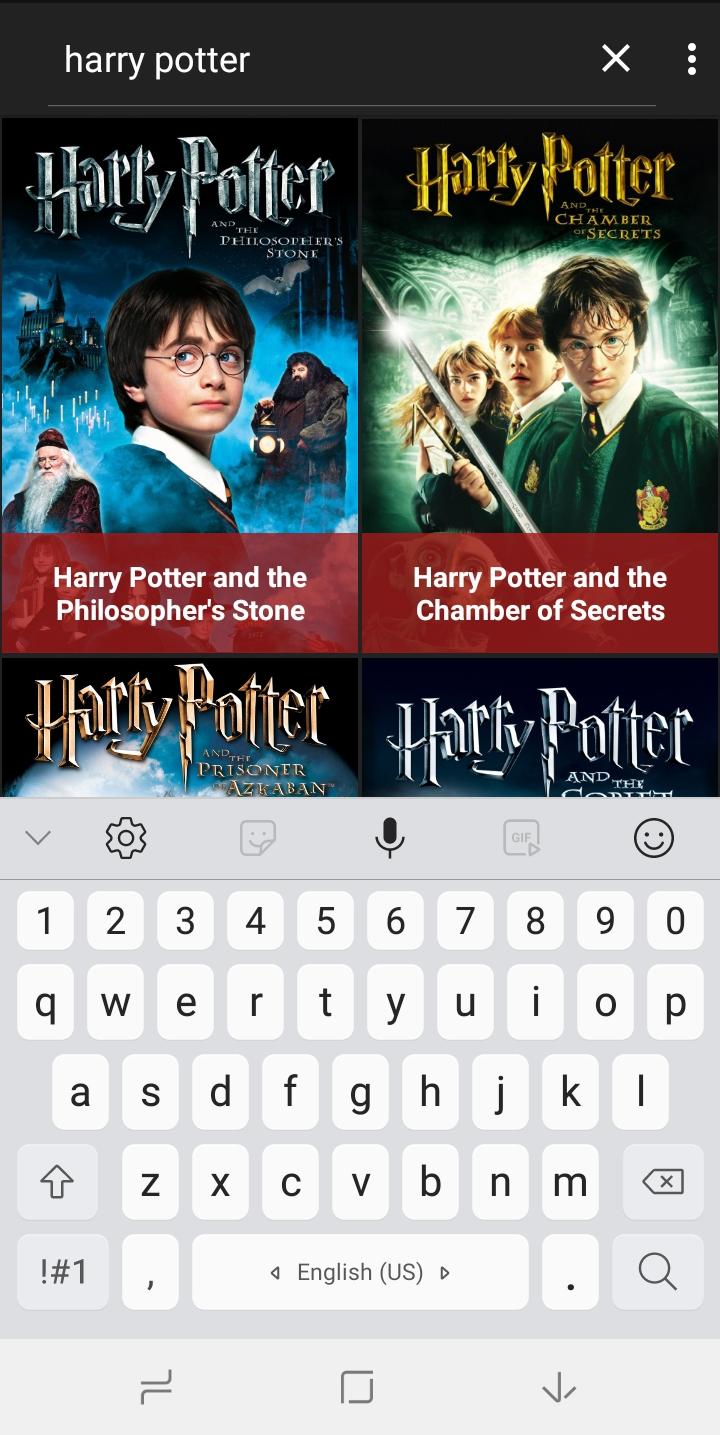 harry potter
Harry Potter
AND
THE
PHILOSOPHER'S
STONE
Harry Potter
AND
THE
CHAMBER
OF SECRETS
Harry Potter and the
Philosopher's Stone
Harry Potter and the
Chamber of Secrets
Harry Potter
AND THE
PRISONER
OF AZKABAN™
Harry Potter
AND THE
GOBLET
GIF
1 2 3 4 5 6 7 8 9 0
q w e r t y u i o p
a s d f g h j k l
z x c v b n m
!#1 , English (US) .